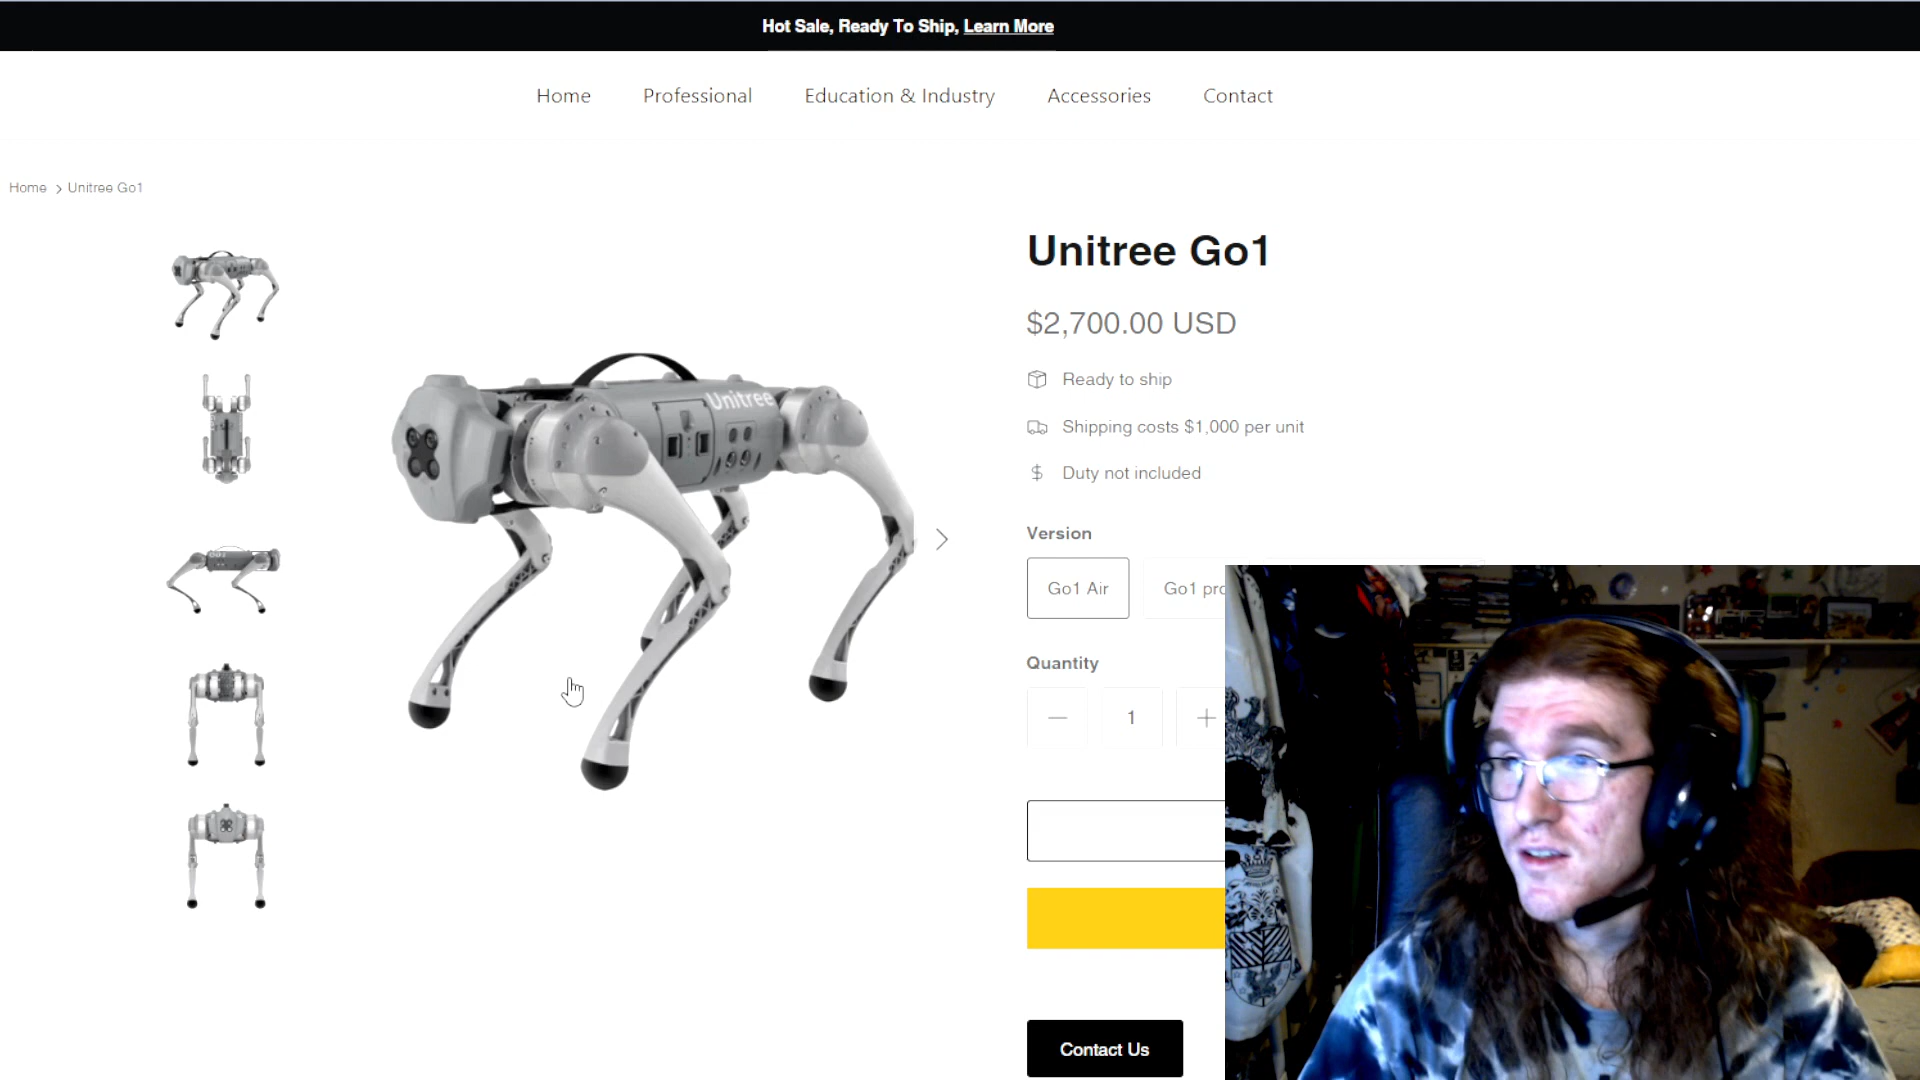 Hot Sale, Ready To Ship, Learn More
Home Professional Education & Industry Accessories Contact
Home > Unitree Go1
Unitree
Unitree Go1
$2,700.00 USD
Ready to ship
Shipping costs $1,000 per unit
$ Duty not included
Version
Go1 Air Go1 pro
Quantity
— 1 +
Contact Us